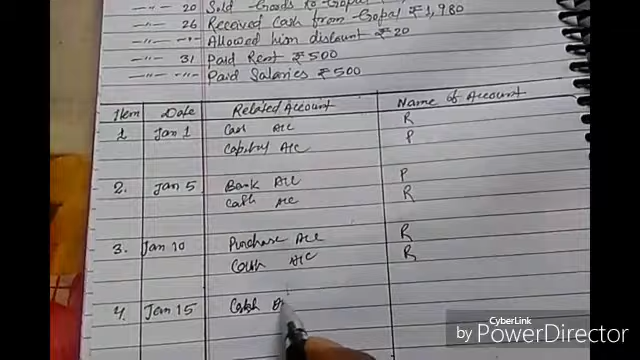 —"— 20 Sold Goods to Gopal
—"— 26 Received Cash from Gopal ₹1,980
—"— —"— Allowed him discount ₹20
—"— 31 Paid Rent ₹500
—"— —"— Paid Salaries ₹500
Item Date Related Account Name of Account
1 Jan 1 Cash A/C R
Capital A/C P
2. Jan 5 Bank A/C P
Cash A/C R
3. Jan 10 Purchase A/C R
Cash A/C R
4. Jan 15 Cash
CyberLink
by PowerDirector